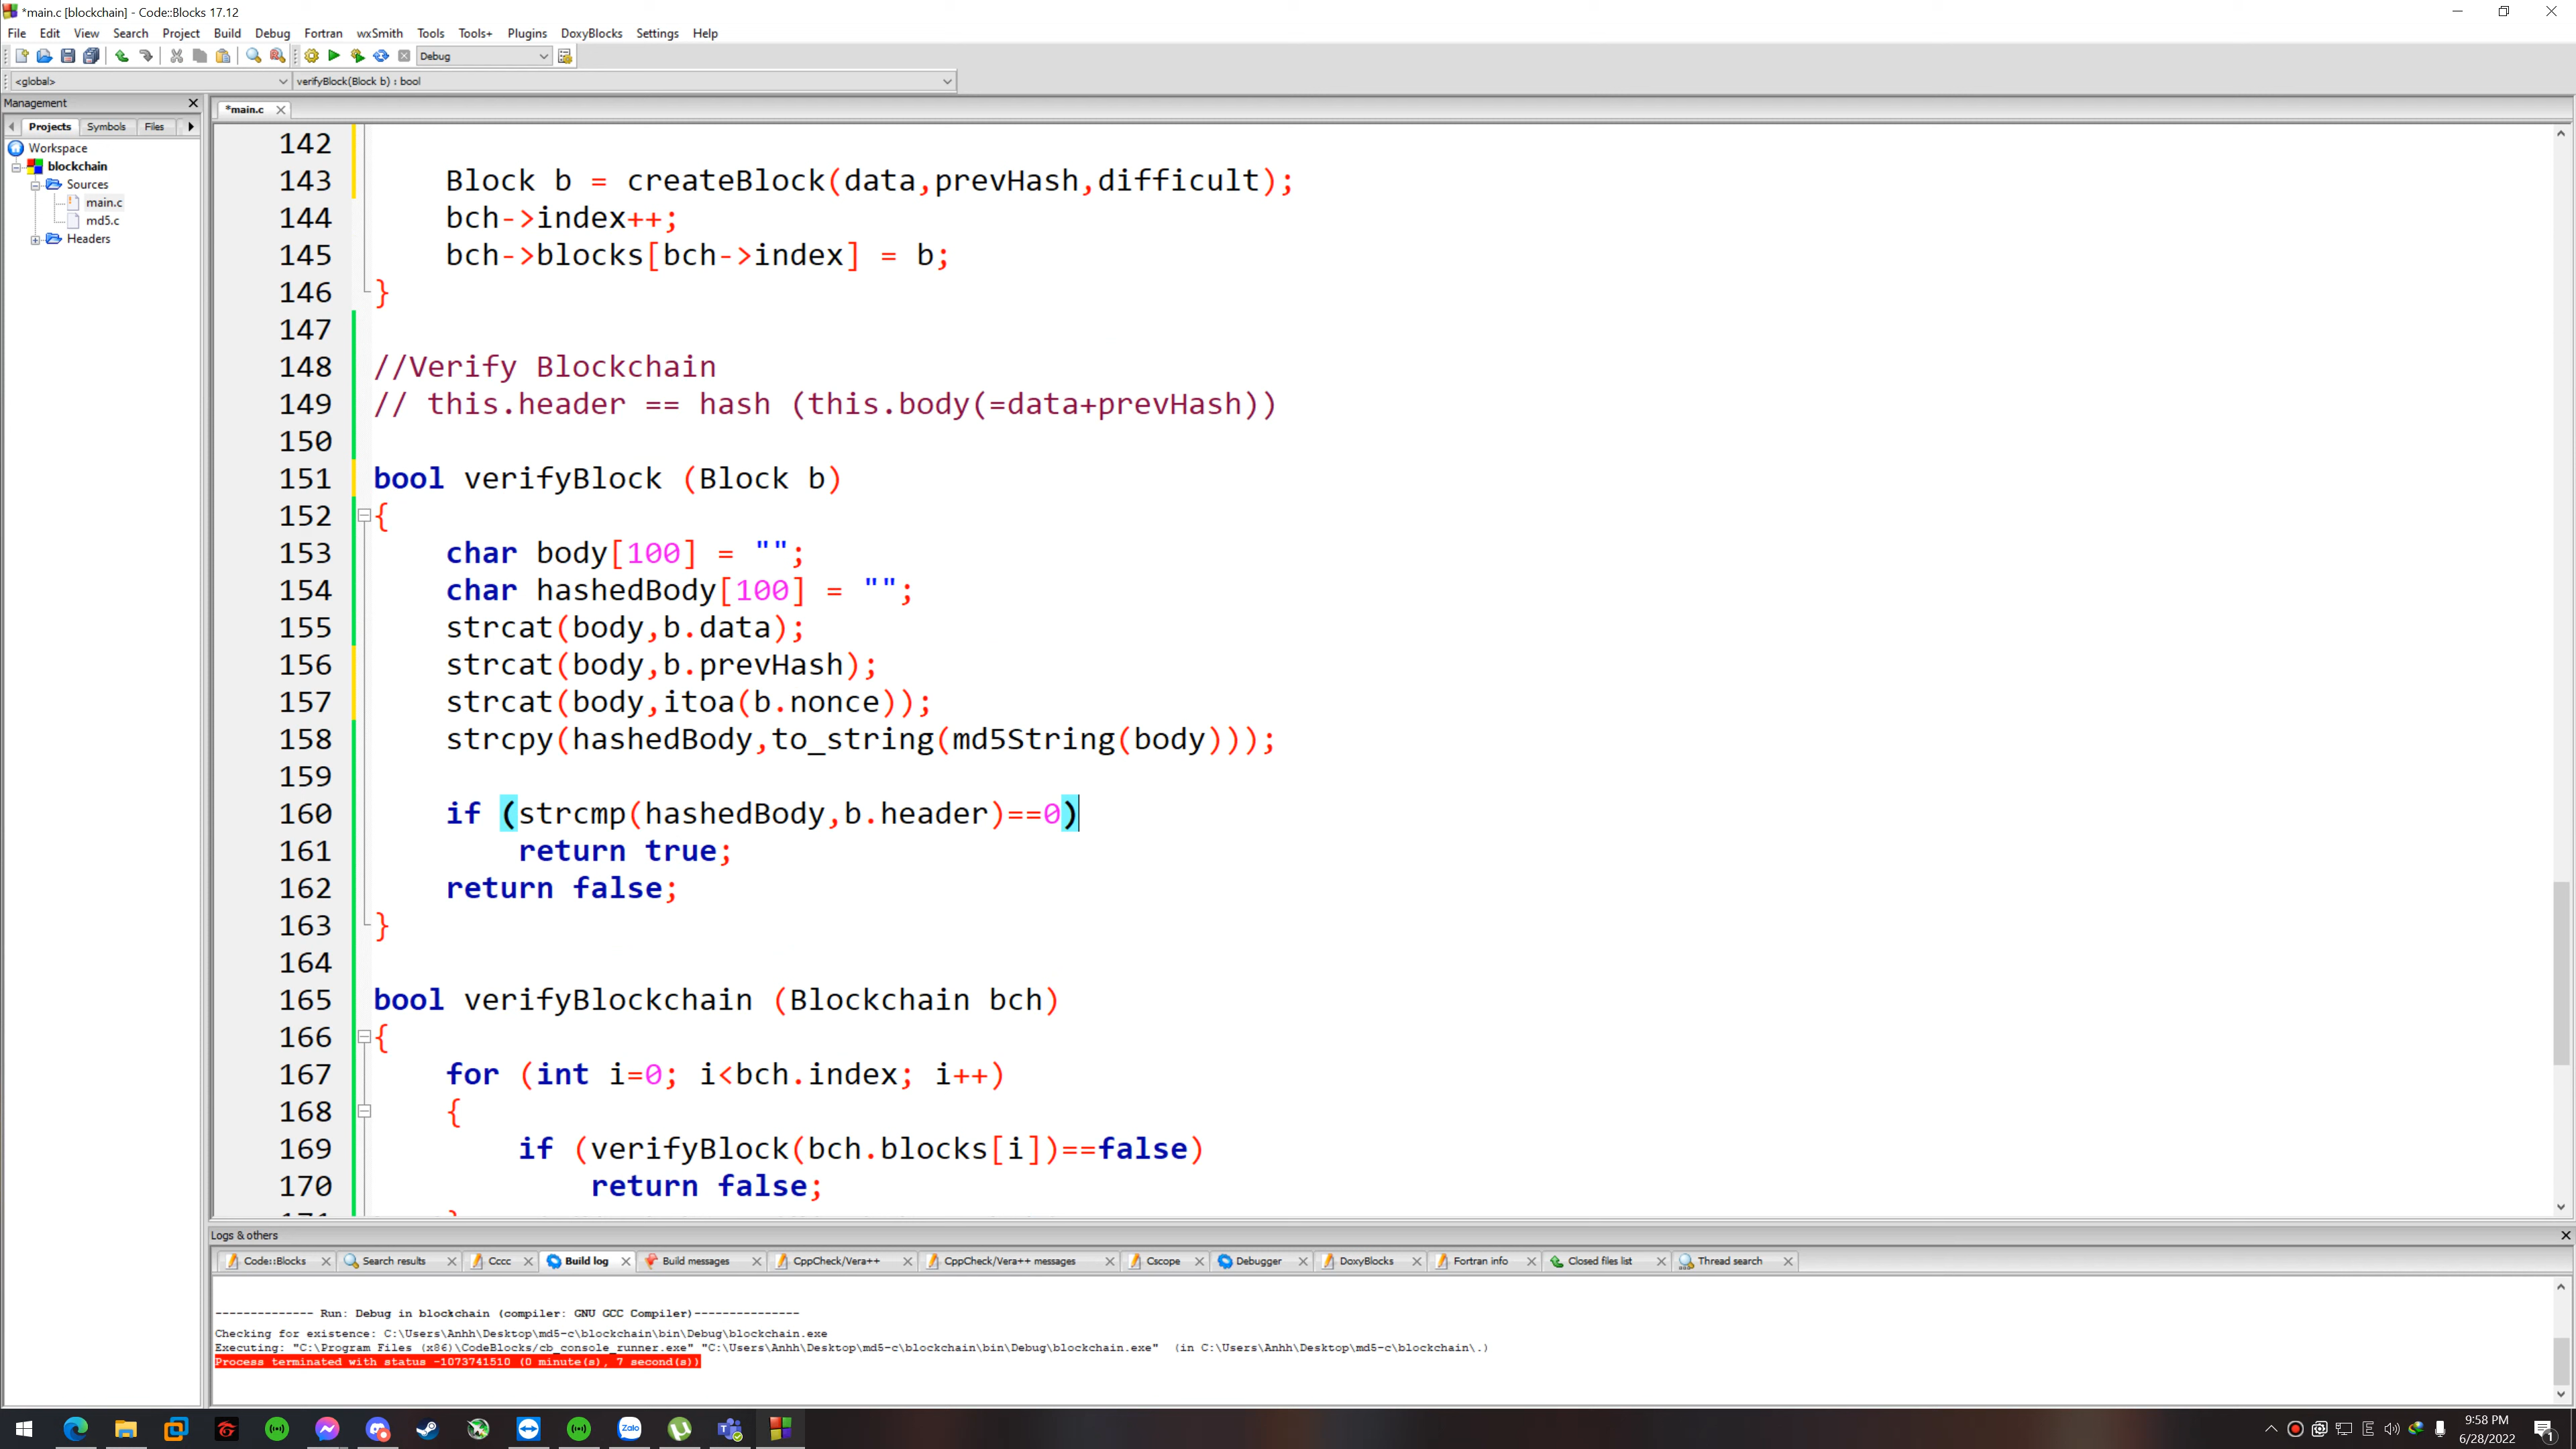 *main.c [blockchain] - Code::Blocks 17.12
File Edit View Search Project Build Debug Fortran wxSmith Tools Tools+ Plugins DoxyBlocks Settings Help
Debug
<global> verifyBlock(Block b) : bool
Management
*main.c
Projects Symbols Files
Workspace
blockchain
Sources
main.c
md5.c
Headers
142
143 Block b = createBlock(data,prevHash,difficult);
144 bch->index++;
145 bch->blocks[bch->index] = b;
146 }
147
148 //Verify Blockchain
149 // this.header == hash (this.body(=data+prevHash))
150
151 bool verifyBlock (Block b)
152 {
153 char body[100] = "";
154 char hashedBody[100] = "";
155 strcat(body,b.data);
156 strcat(body,b.prevHash);
157 strcat(body,itoa(b.nonce));
158 strcpy(hashedBody,to_string(md5String(body)));
159
160 if (strcmp(hashedBody,b.header)==0)
161 return true;
162 return false;
163 }
164
165 bool verifyBlockchain (Blockchain bch)
166 {
167 for (int i=0; i<bch.index; i++)
168 {
169 if (verifyBlock(bch.blocks[i])==false)
170 return false;
Logs & others
Code::Blocks Search results Cccc Build log Build messages CppCheck/Vera++ CppCheck/Vera++ messages Cscope Debugger DoxyBlocks Fortran info Closed files list Thread search
-------------- Run: Debug in blockchain (compiler: GNU GCC Compiler)---------------
Checking for existence: C:\Users\Anhh\Desktop\md5-c\blockchain\bin\Debug\blockchain.exe
Executing: "C:\Program Files (x86)\CodeBlocks/cb_console_runner.exe" "C:\Users\Anhh\Desktop\md5-c\blockchain\bin\Debug\blockchain.exe" (in C:\Users\Anhh\Desktop\md5-c\blockchain\.)
Process terminated with status -1073741510 (0 minute(s), 7 second(s))
Zalo
E
9:58 PM
6/28/2022
1